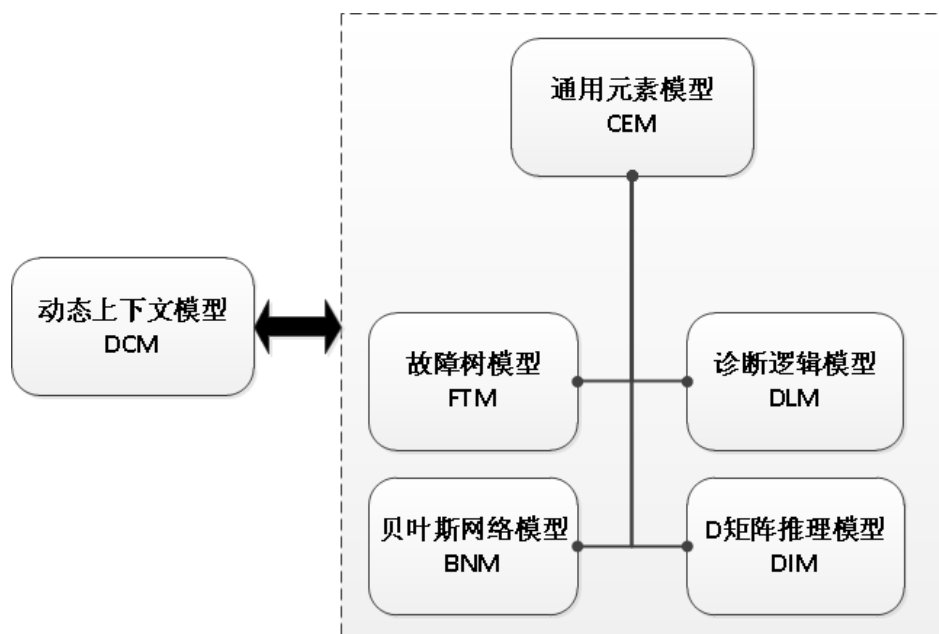 通用元素模型
CEM
动态上下文模型
DCM
故障树模型
FTM
诊断逻辑模型
DLM
贝叶斯网络模型
BNM
D矩阵推理模型
DIM